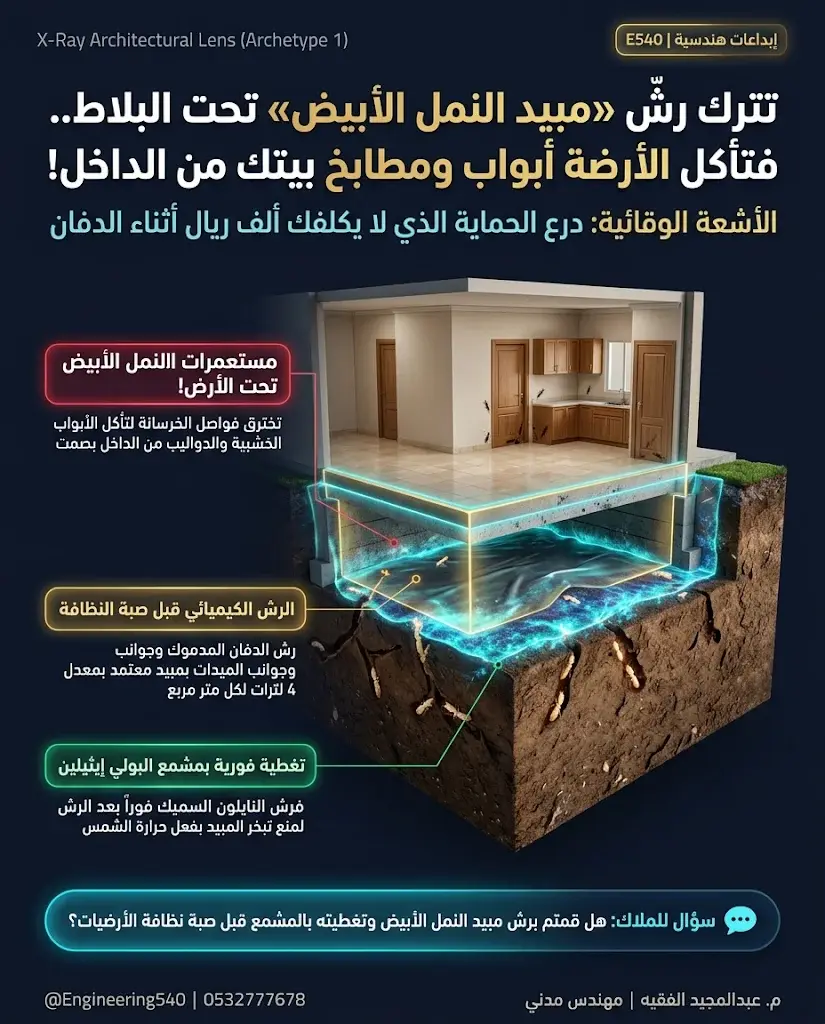 X-Ray Architectural Lens (Archetype 1)
إبداعات هندسية | E540
تترك رشّ «مبيد النمل الأبيض» تحت البلاط..
فتأكل الأرضة أبواب ومطابخ بيتك من الداخل!
الأشعة الوقائية: درع الحماية الذي لا يكلفك ألف ريال أثناء الدفان
مستعمرات االنمل الأبيض
تحت الأرض!
تخترق فواصل الخرسانة لتأكل الأبواب
الخشبية والدواليب من الداخل بصمت
الرش الكيميائي قبل صبة النظافة
رش الدفان المدموك وجوانب
وجوانب الميدات بمبيد معتمد بمعدل
4 لترات لكل متر مربع
تغطية فورية بمشمع البولي إيثيلين
فرش النايلون السميك فوراً بعد الرش
لمنع تبخر المبيد بفعل حرارة الشمس
سؤال للملاك: هل قمتم برش مبيد النمل الأبيض وتغطيته بالمشمع قبل صبة نظافة الأرضيات؟
م. عبدالمجيد الفقيه | مهندس مدني
@Engineering540 | 0532777678